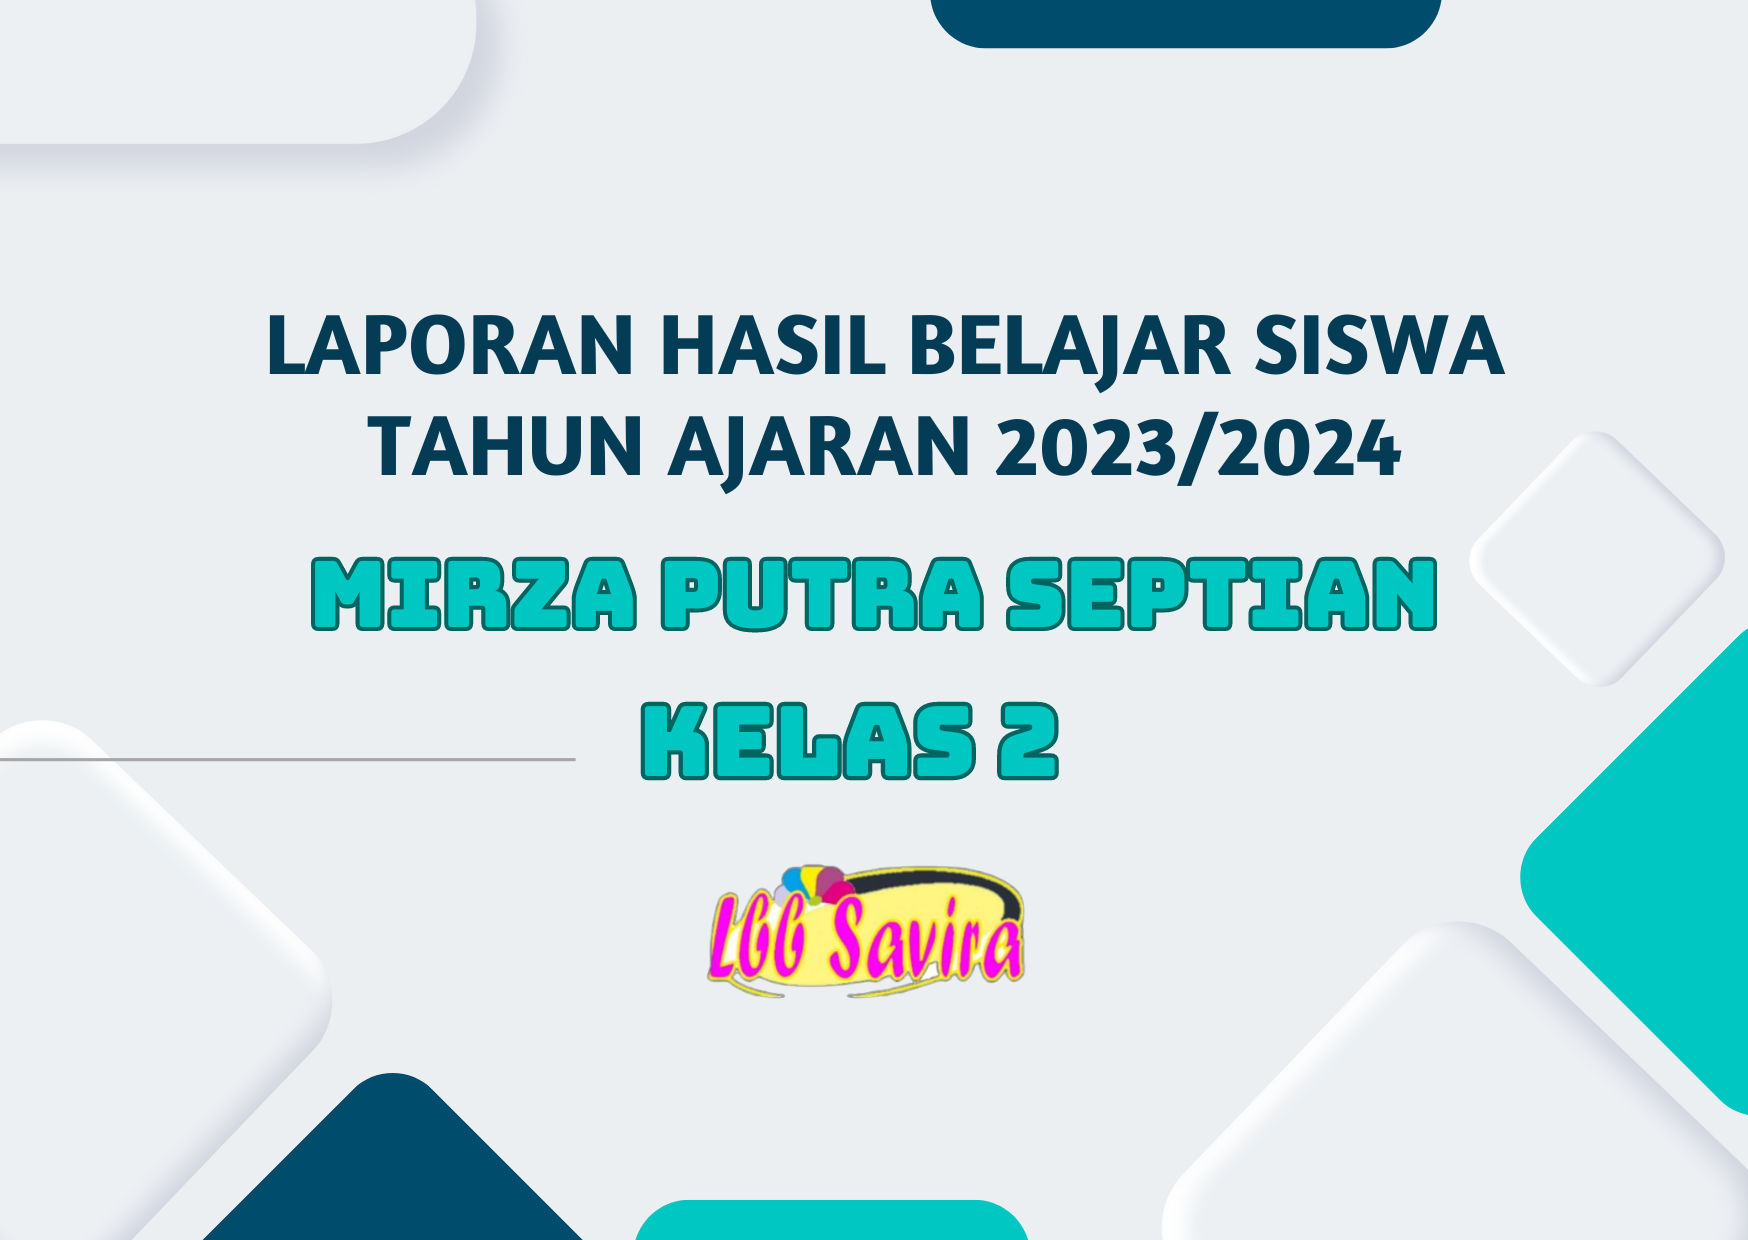 LAPORAN HASIL BELAJAR SISWA
TAHUN AJARAN 2023/2024
MIRZA PUTRA SEPTIAN
KELAS 2
LBB Savira